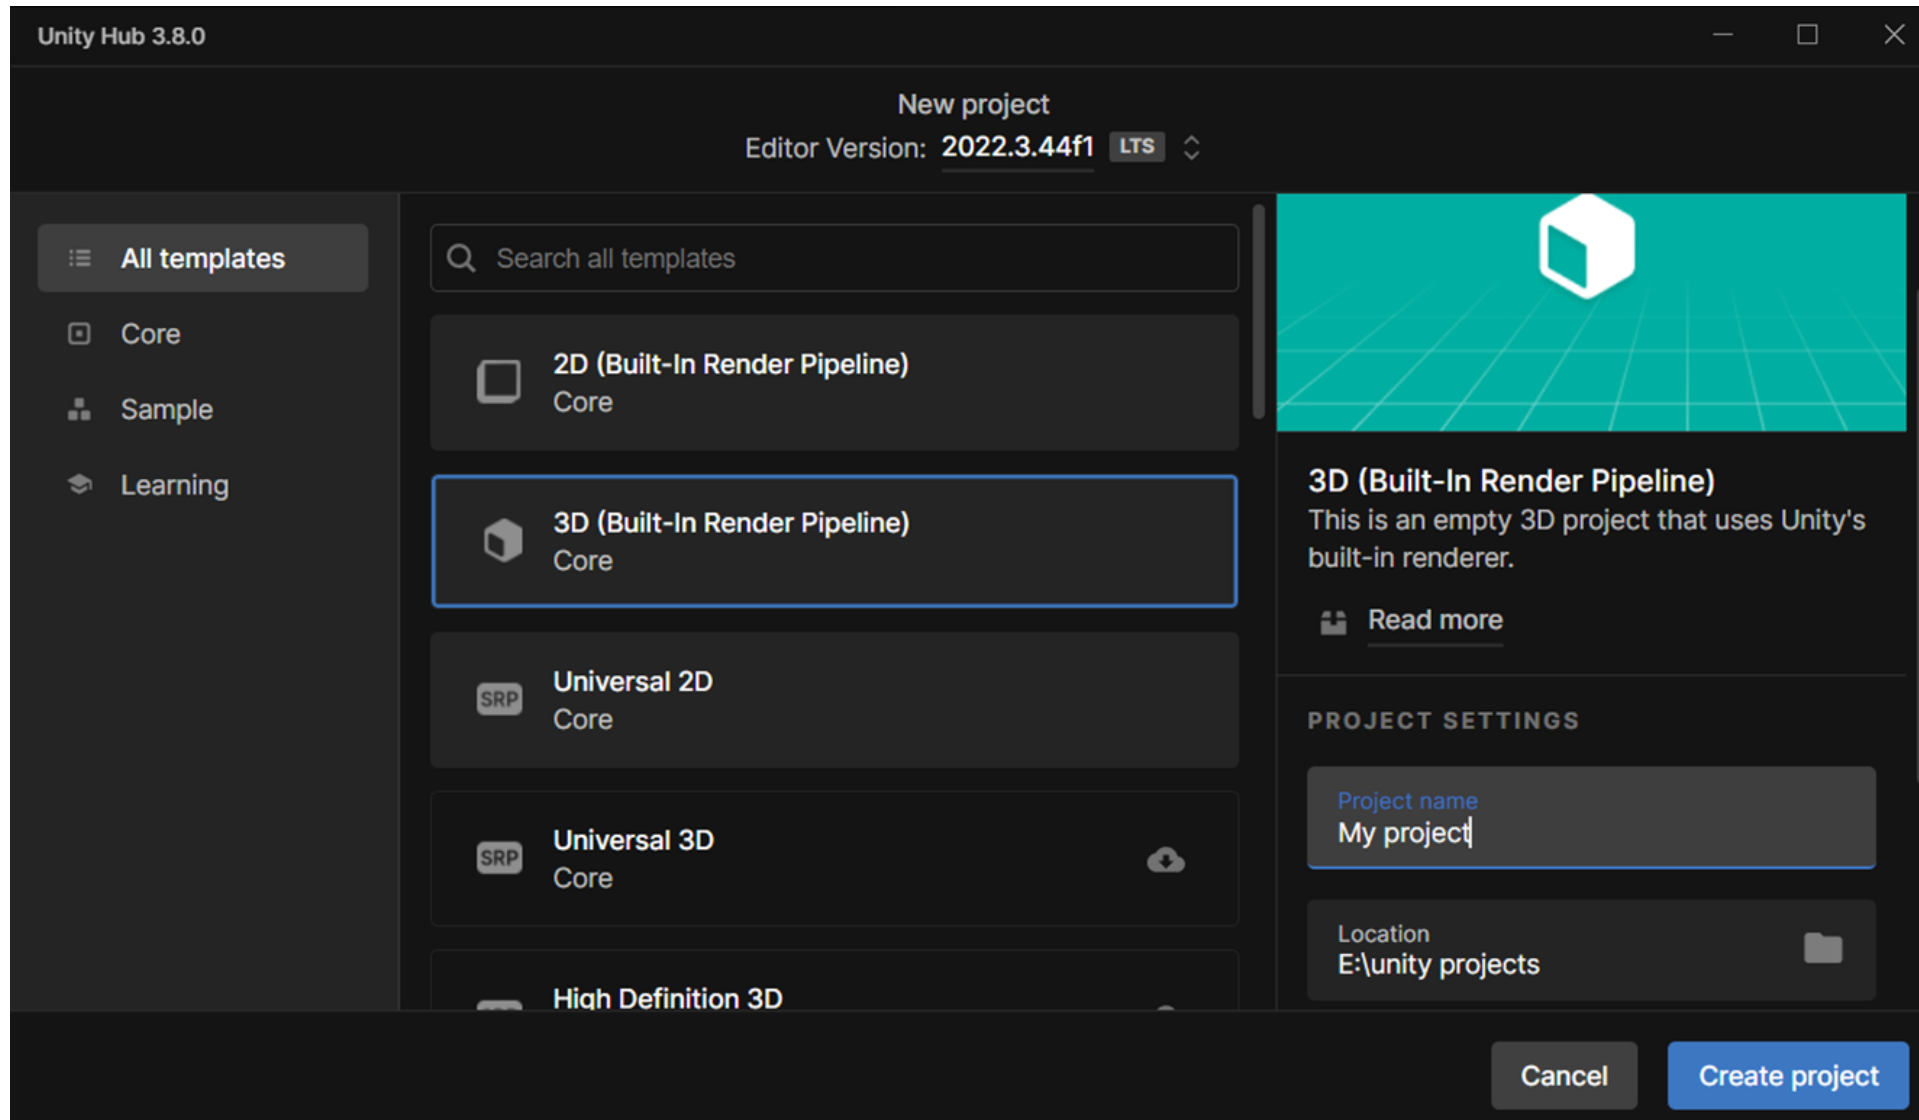 Unity Hub 3.8.0
New project
Editor Version: 2022.3.44f1 LTS
All templates
Core
Sample
Learning
Search all templates
2D (Built-In Render Pipeline)
Core
3D (Built-In Render Pipeline)
Core
SRP
Universal 2D
Core
SRP
Universal 3D
Core
High Definition 3D
3D (Built-In Render Pipeline)
This is an empty 3D project that uses Unity's
built-in renderer.
Read more
PROJECT SETTINGS
Project name
My project
Location
E:\unity projects
Cancel
Create project